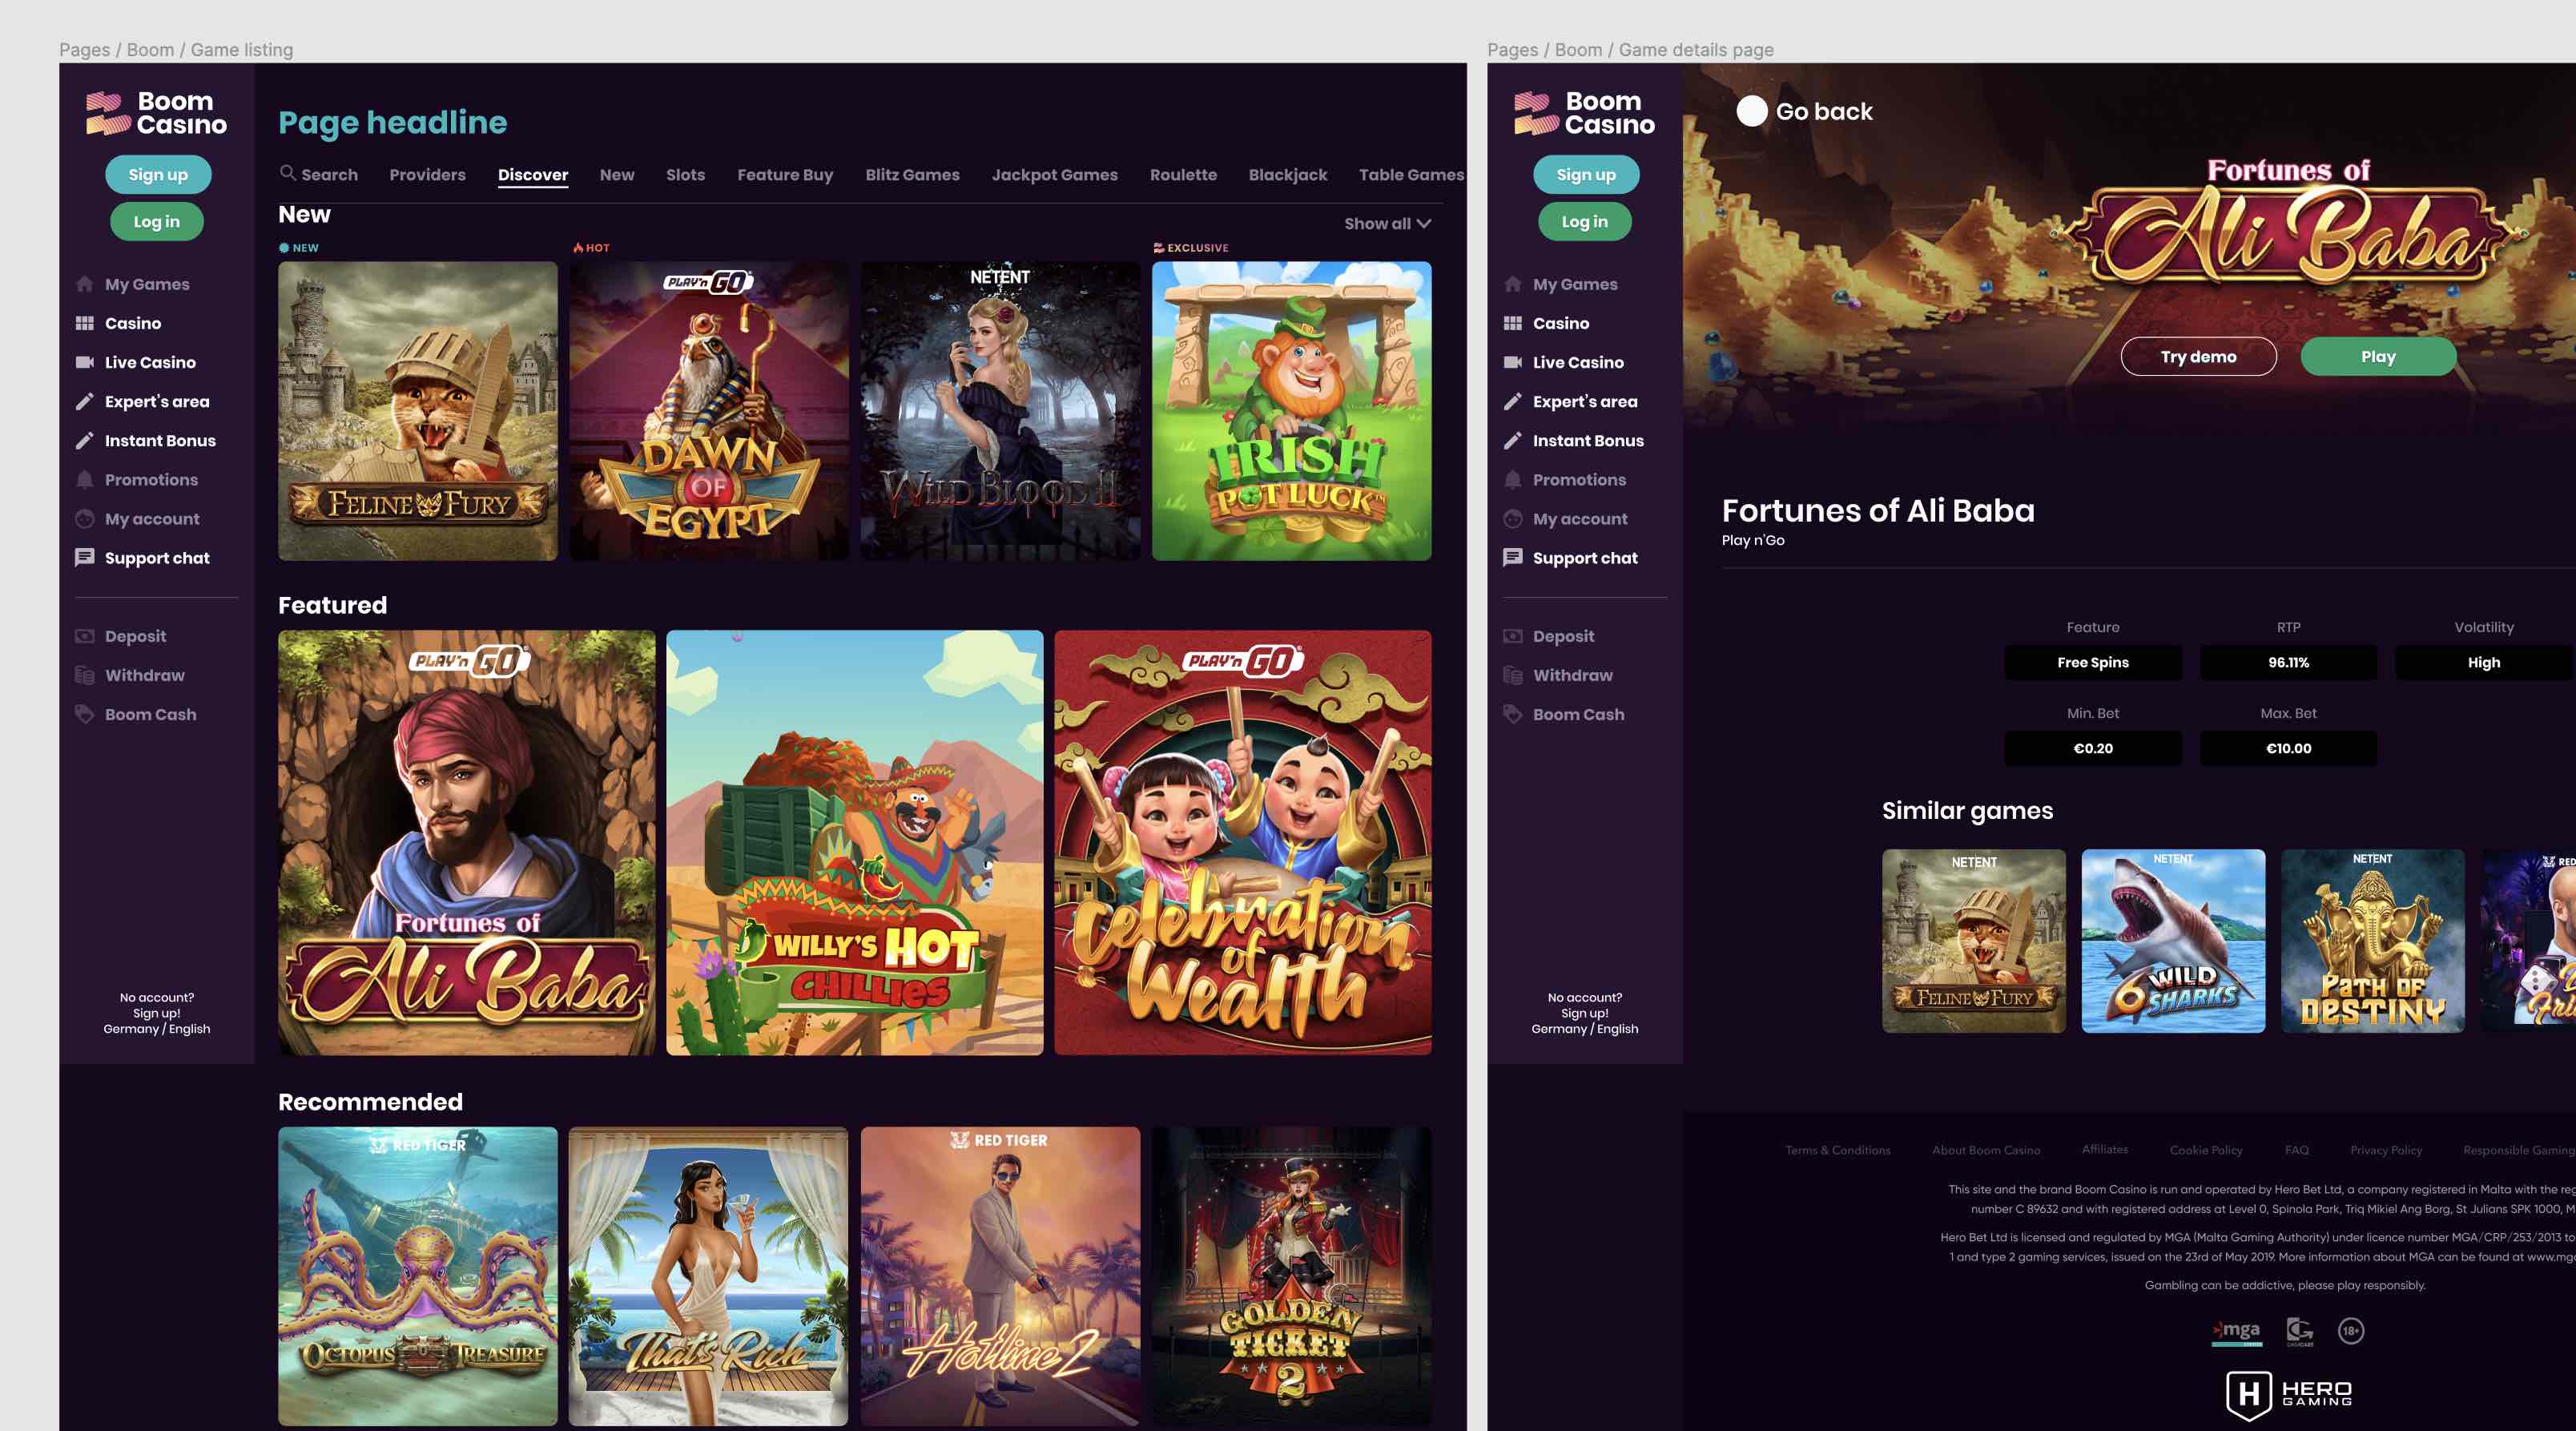 Pages / Boom / Game listing
Boom
Casino
Sign up
Log in
My Games
Casino
Live Casino
Expert's area
Instant Bonus
Promotions
My account
Support chat
Deposit
Withdraw
Boom Cash
No account?
Sign up!
Germany / English
Page headline
Search Providers Discover New Slots Feature Buy Blitz Games Jackpot Games Roulette Blackjack Table Games
New
Show all
NEW
HOT
EXCLUSIVE
FELINE FURY
PLAY'n GO
DAWN
OF
EGYPT
NETENT
WILD BLOOD II
IRISH
POT LUCK™
Featured
PLAY'n GO
Fortunes of
Ali Baba
WILLY'S HOT
CHILLIES
PLAY'n GO
Celebration
of
Wealth
Recommended
RED TIGER
OCTOPUS TREASURE
That's Rich
RED TIGER
Hotline 2
GOLDEN
TICKET
2
Pages / Boom / Game details page
Boom
Casino
Sign up
Log in
My Games
Casino
Live Casino
Expert's area
Instant Bonus
Promotions
My account
Support chat
Deposit
Withdraw
Boom Cash
No account?
Sign up!
Germany / English
Go back
Fortunes of
Ali Baba
Try demo
Play
Fortunes of Ali Baba
Play n'Go
Feature RTP Volatility
Free Spins 96.11% High
Min. Bet Max. Bet
€0.20 €10.00
Similar games
NETENT
FELINE FURY
NETENT
6 WILD
SHARKS
NETENT
PATH OF
DESTINY
RED
Terms & Conditions About Boom Casino Affiliates Cookie Policy FAQ Privacy Policy Responsible Gaming
This site and the brand Boom Casino is run and operated by Hero Bet Ltd, a company registered in Malta with the reg
number C 89632 and with registered address at Level 0, Spinola Park, Triq Mikiel Ang Borg, St Julians SPK 1000, M
Hero Bet Ltd is licensed and regulated by MGA (Malta Gaming Authority) under licence number MGA/CRP/253/2013 to
1 and type 2 gaming services, issued on the 23rd of May 2019. More information about MGA can be found at www.mg
Gambling can be addictive, please play responsibly.
mga
18+
H HERO
GAMING